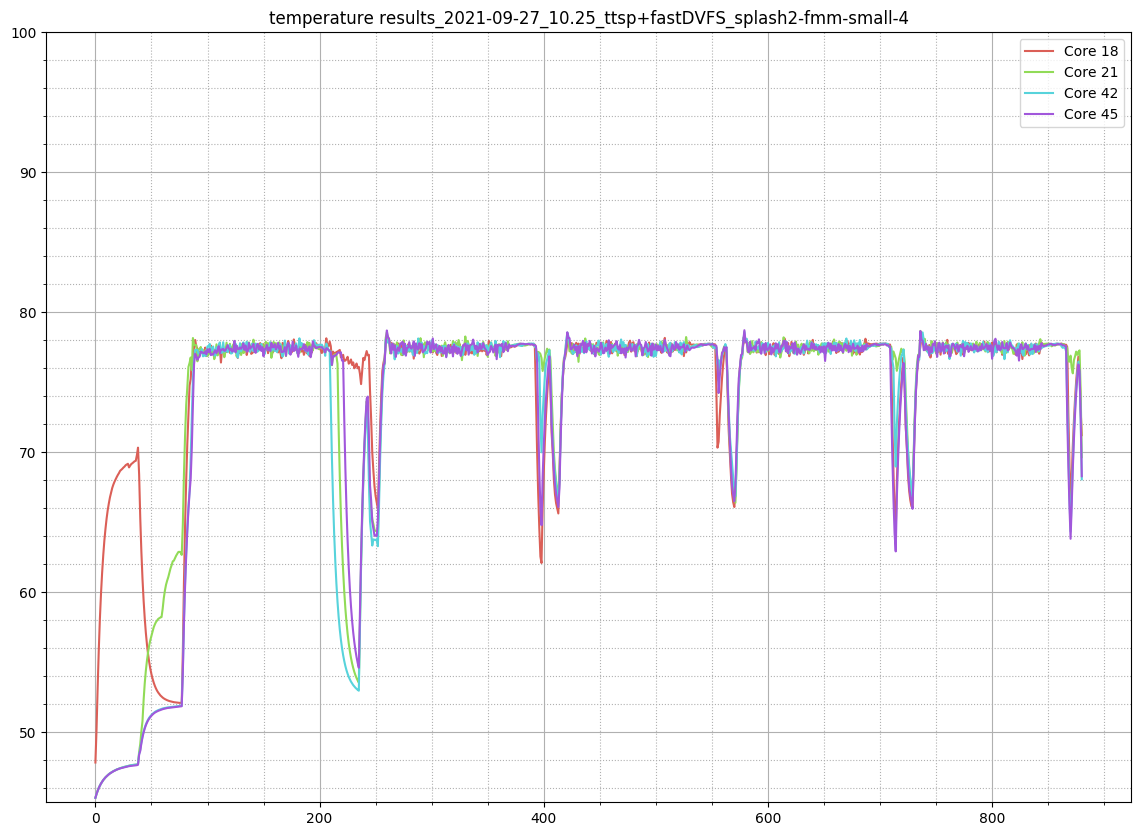 temperature results_2021-09-27_10.25_ttsp+fastDVFS_splash2-fmm-small-4
Core 18
Core 21
Core 42
Core 45
100
90
80
70
60
50
0 200 400 600 800